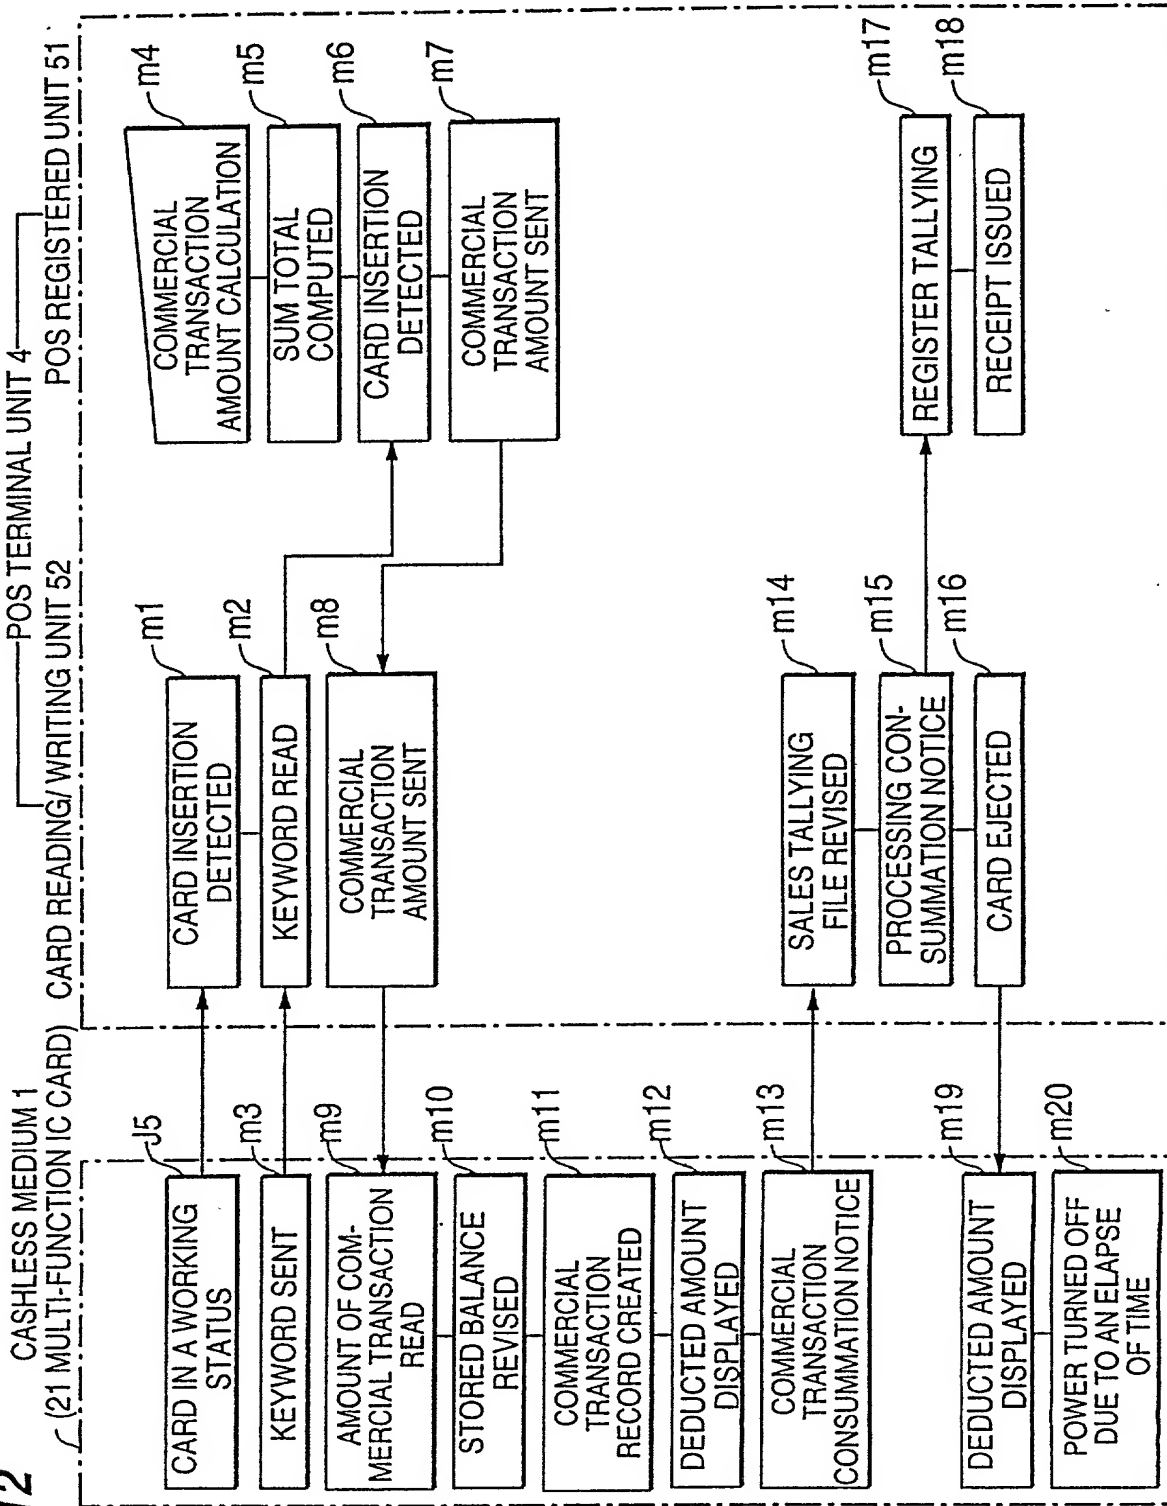 12
CASHLESS MEDIUM 1
(21 MULTI-FUNCTION IC CARD)
POS TERMINAL UNIT 4
CARD READING/WRITING UNIT 52
POS REGISTERED UNIT 51
J5
CARD IN A WORKING
STATUS
m3
KEYWORD SENT
m9
AMOUNT OF COM-
MERCIAL TRANSACTION
READ
m10
STORED BALANCE
REVISED
m11
COMMERCIAL
TRANSACTION
RECORD CREATED
m12
DEDUCTED AMOUNT
DISPLAYED
m13
COMMERCIAL
TRANSACTION
CONSUMMATION NOTICE
m19
DEDUCTED AMOUNT
DISPLAYED
m20
POWER TURNED OFF
DUE TO AN ELAPSE
OF TIME
m1
CARD INSERTION
DETECTED
m2
KEYWORD READ
m8
COMMERCIAL
TRANSACTION
AMOUNT SENT
m14
SALES TALLYING
FILE REVISED
m15
PROCESSING CON-
SUMMATION NOTICE
m16
CARD EJECTED
m4
COMMERCIAL
TRANSACTION
AMOUNT CALCULATION
m5
SUM TOTAL
COMPUTED
m6
CARD INSERTION
DETECTED
m7
COMMERCIAL
TRANSACTION
AMOUNT SENT
m17
REGISTER TALLYING
m18
RECEIPT ISSUED